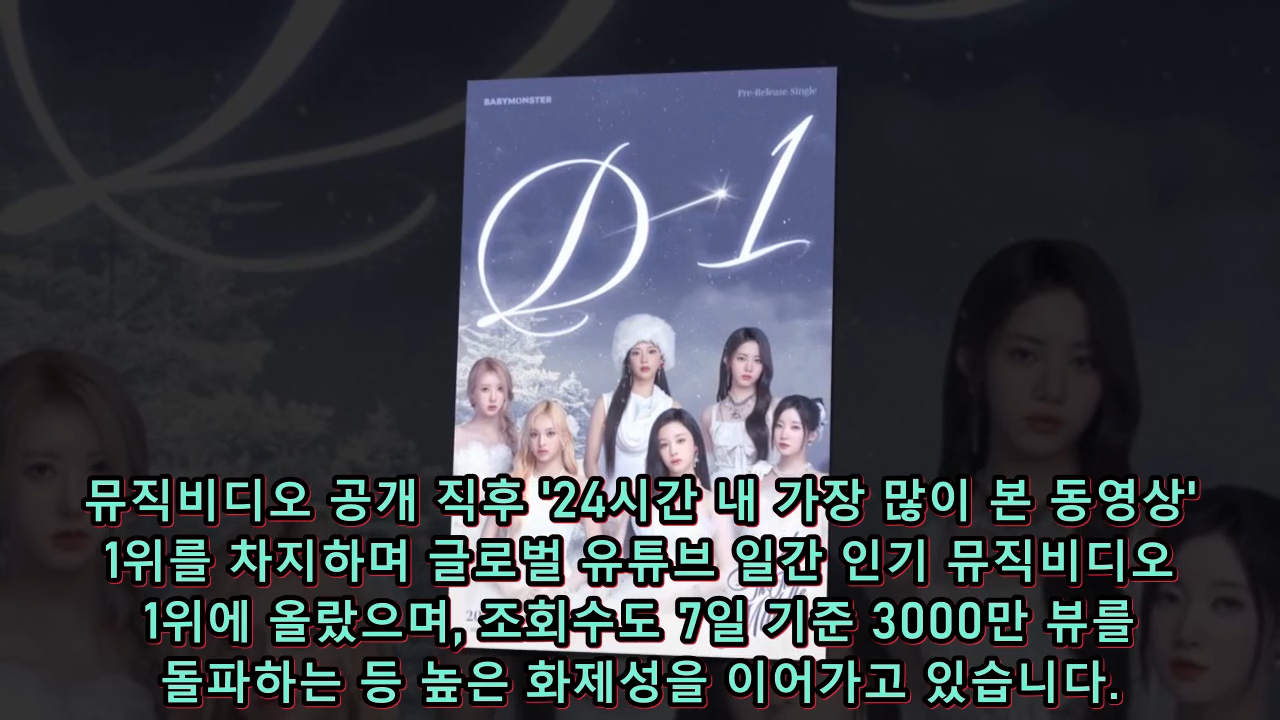 BABYMONSTER
Pre-Release Single
D-1
뮤직비디오 공개 직후 '24시간 내 가장 많이 본 동영상'
1위를 차지하며 글로벌 유튜브 일간 인기 뮤직비디오
1위에 올랐으며, 조회수도 7일 기준 3000만 뷰를
돌파하는 등 높은 화제성을 이어가고 있습니다.